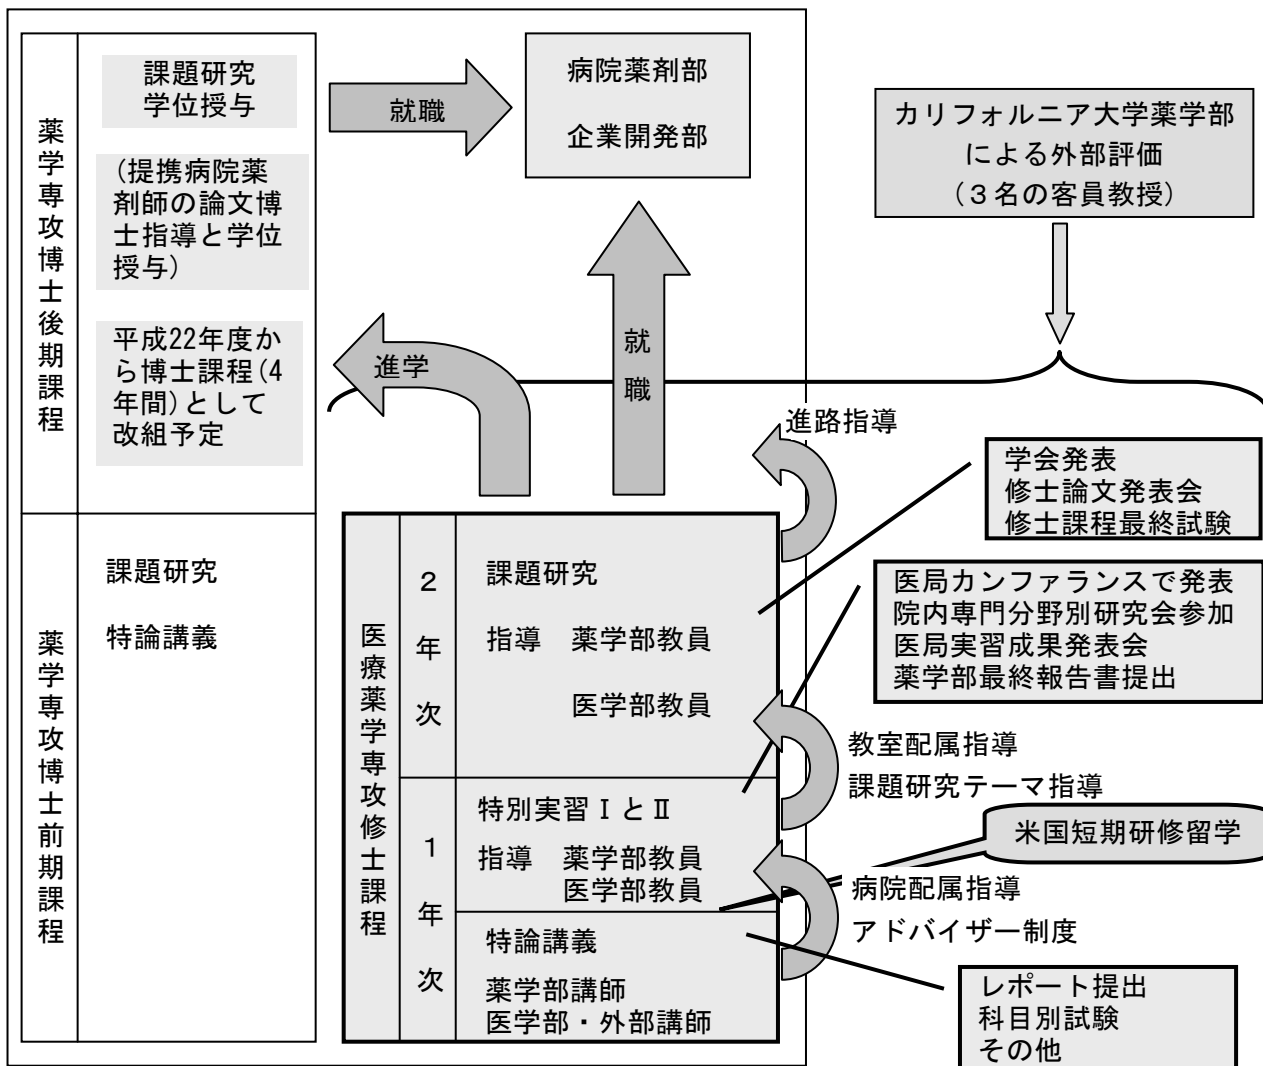 薬学専攻博士後期課程
課題研究
学位授与
(提携病院薬
剤師の論文博
士指導と学位
授与)
平成22年度か
ら博士課程(4
年間)として
改組予定
就職
病院薬剤部
企業開発部
カリフォルニア大学薬学部
による外部評価
(３名の客員教授)
進学
就職
進路指導
学会発表
修士論文発表会
修士課程最終試験
薬学専攻博士前期課程
課題研究
特論講義
医療薬学専攻修士課程
２年次
課題研究
指導　薬学部教員
医学部教員
医局カンファランスで発表
院内専門分野別研究会参加
医局実習成果発表会
薬学部最終報告書提出
教室配属指導
課題研究テーマ指導
１年次
特別実習ⅠとⅡ
指導　薬学部教員
医学部教員
米国短期研修留学
病院配属指導
アドバイザー制度
特論講義
薬学部講師
医学部・外部講師
レポート提出
科目別試験
その他